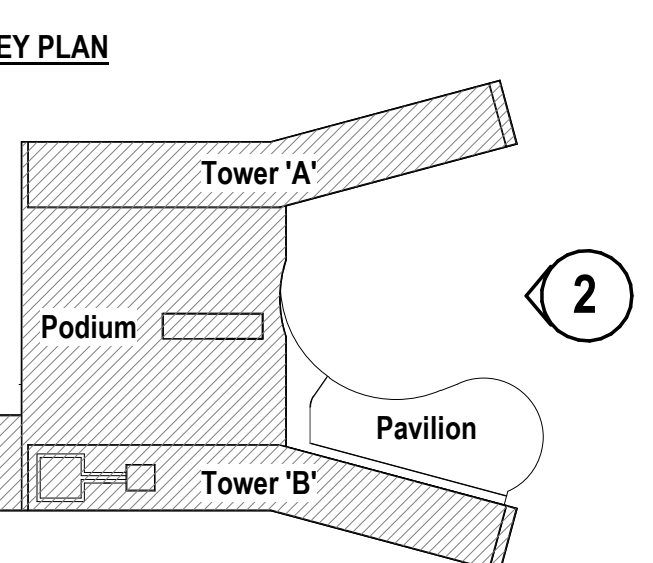 EY PLAN
Tower 'A'
2
Podium
Pavilion
Tower 'B'